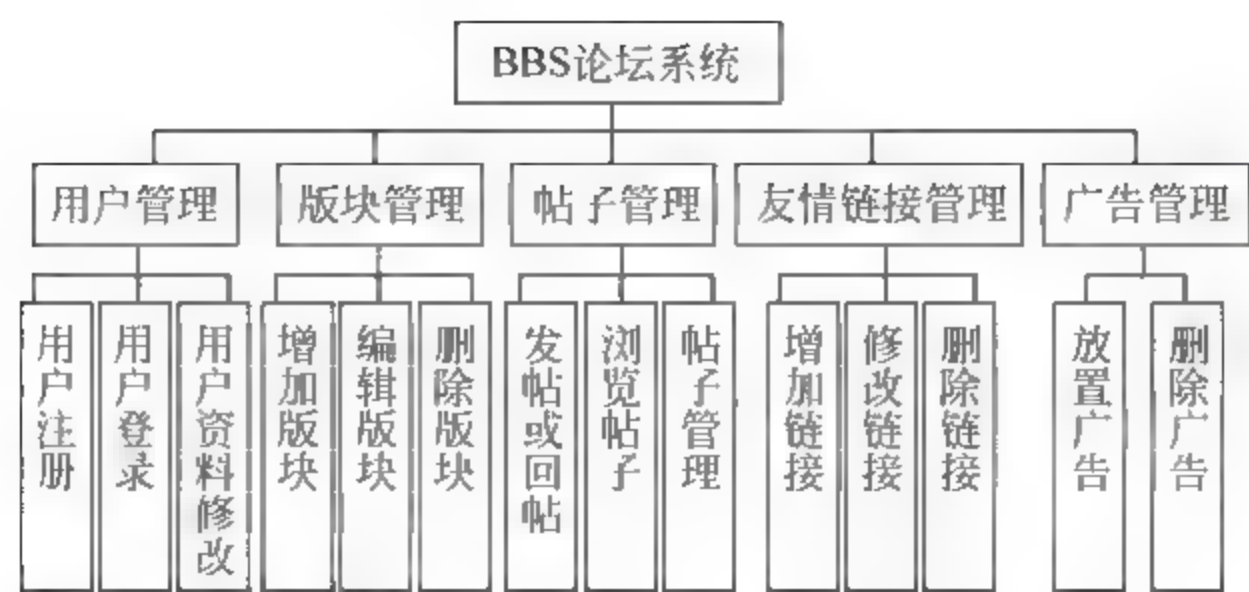 BBS论坛系统
用户管理
版块管理
帖子管理
友情链接管理
广告管理
用户注册
用户登录
用户资料修改
增加版块
编辑版块
删除版块
发帖或回帖
浏览帖子
帖子管理
增加链接
修改链接
删除链接
放置广告
删除广告